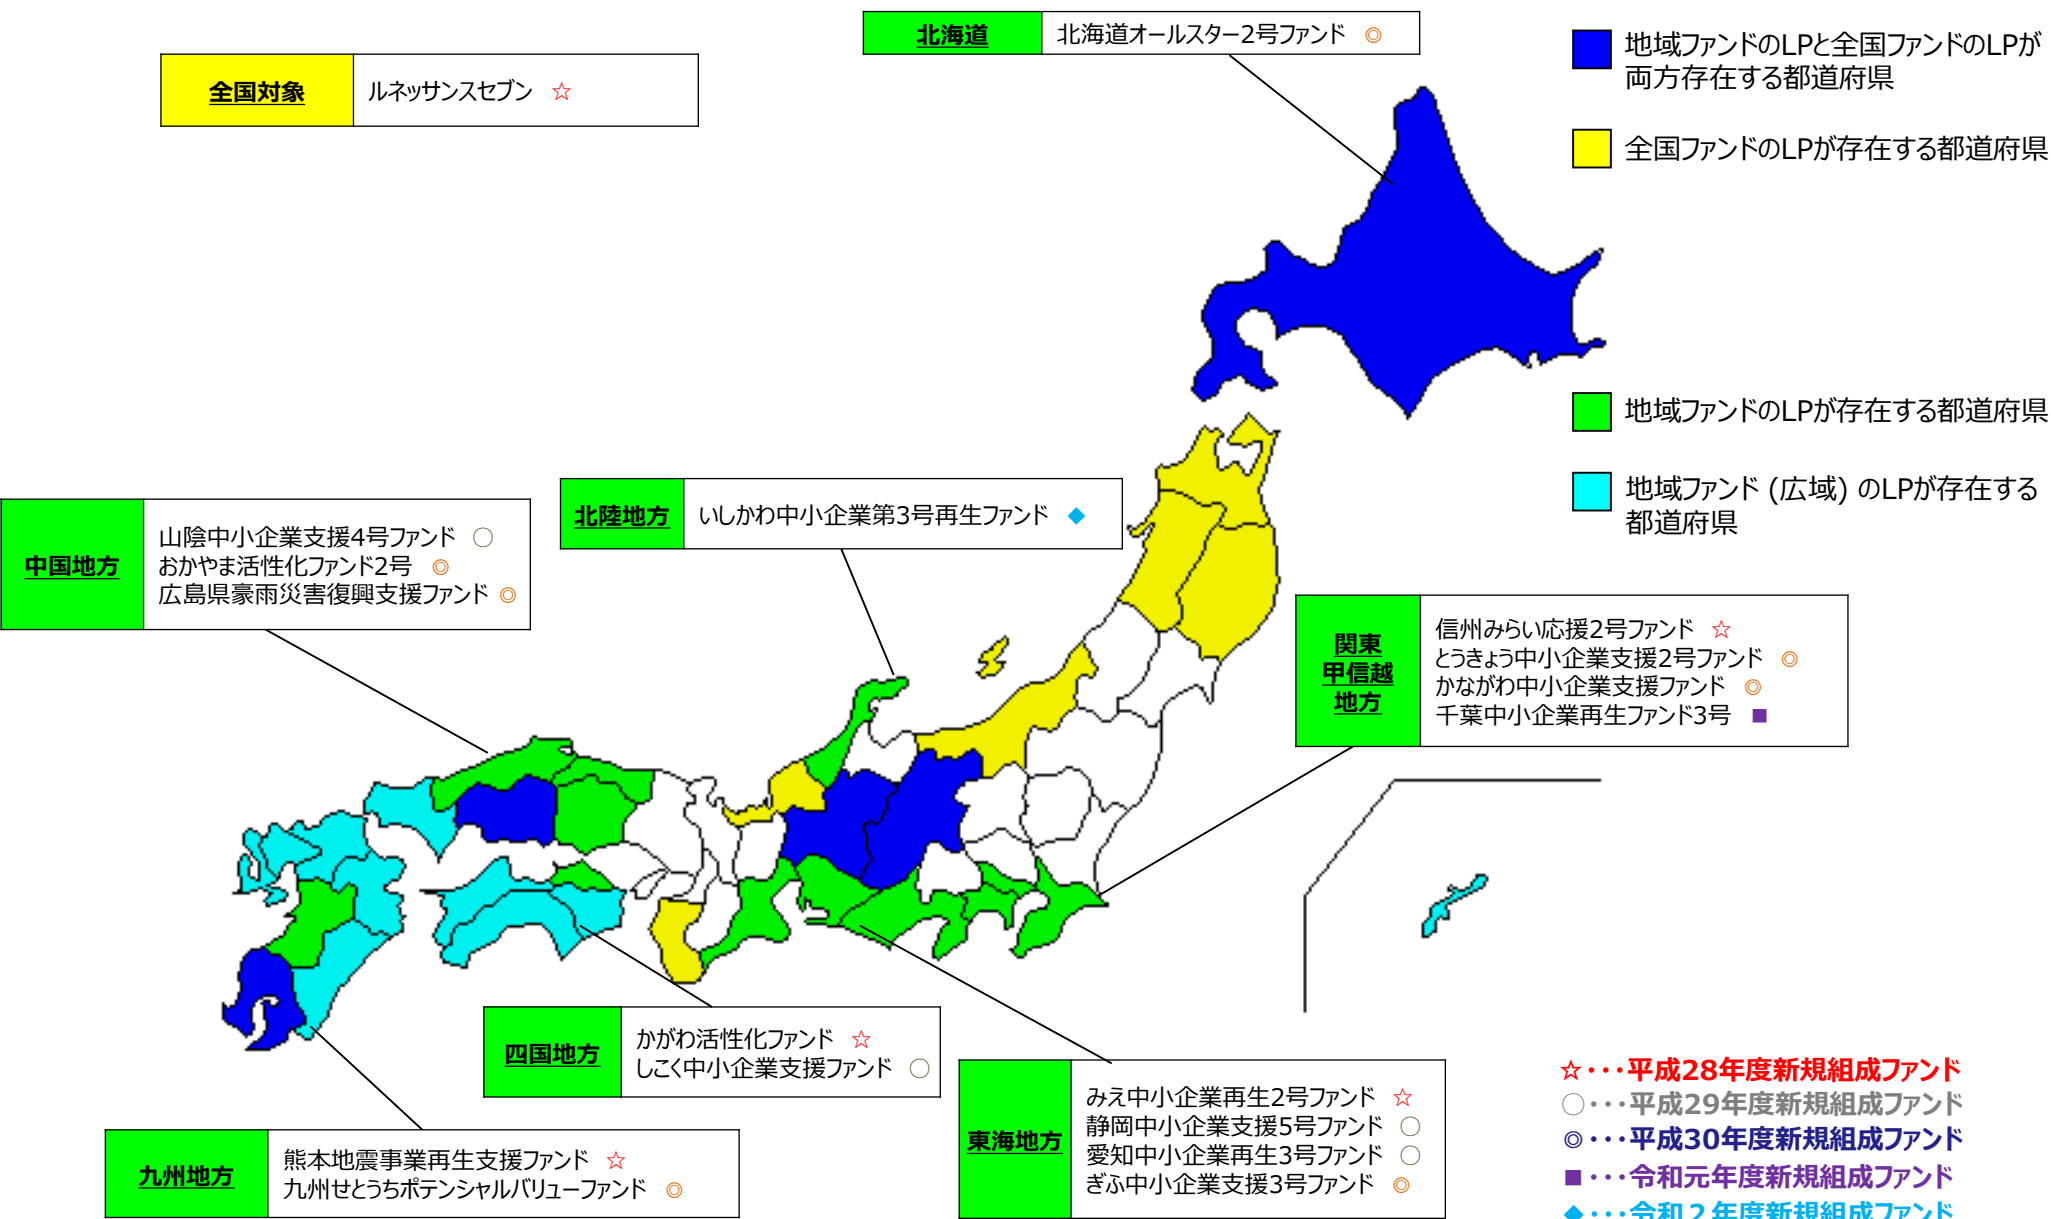 北海道
北海道オールスター2号ファンド ◎
全国対象
ルネッサンスセブン ☆
地域ファンドのLPと全国ファンドのLPが
両方存在する都道府県
全国ファンドのLPが存在する都道府県
地域ファンドのLPが存在する都道府県
地域ファンド (広域) のLPが存在する
都道府県
中国地方
山陰中小企業支援4号ファンド ○
おかやま活性化ファンド2号 ◎
広島県豪雨災害復興支援ファンド ◎
北陸地方
いしかわ中小企業第3号再生ファンド ◆
関東
甲信越
地方
信州みらい応援2号ファンド ☆
とうきょう中小企業支援2号ファンド ◎
かながわ中小企業支援ファンド ◎
千葉中小企業再生ファンド3号 ■
四国地方
かがわ活性化ファンド ☆
しこく中小企業支援ファンド ○
東海地方
みえ中小企業再生2号ファンド ☆
静岡中小企業支援5号ファンド ○
愛知中小企業再生3号ファンド ○
ぎふ中小企業支援3号ファンド ◎
九州地方
熊本地震事業再生支援ファンド ☆
九州せとうちポテンシャルバリューファンド ◎
☆・・・平成28年度新規組成ファンド
○・・・平成29年度新規組成ファンド
◎・・・平成30年度新規組成ファンド
■・・・令和元年度新規組成ファンド
◆・・・令和２年度新規組成ファンド